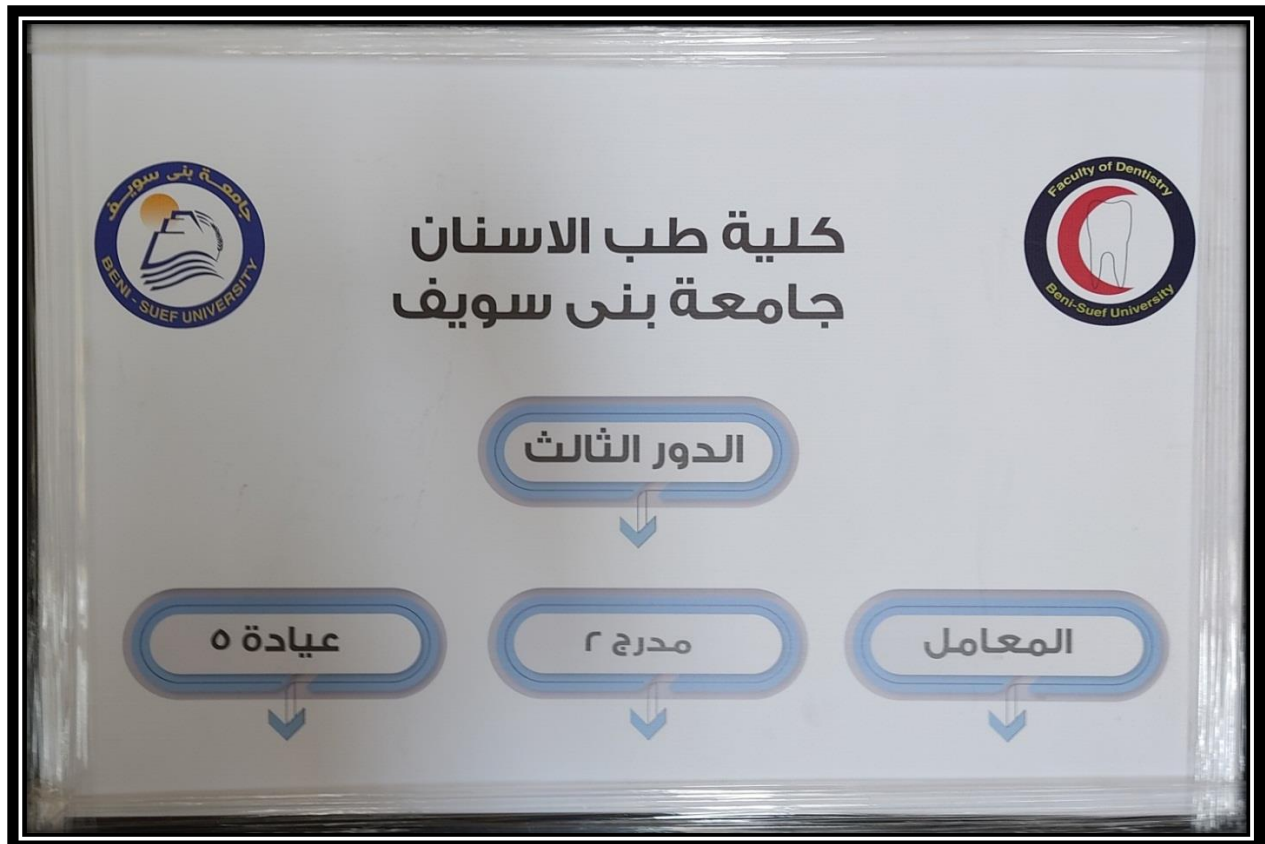 Faculty of Dentistry
Beni-Suef University
جامعة بنى سويف
BENI - SUEF UNIVERSITY
كلية طب الاسنان
جامعة بنى سويف
الدور الثالث
المعامل
مدرج ٢
عيادة ٥